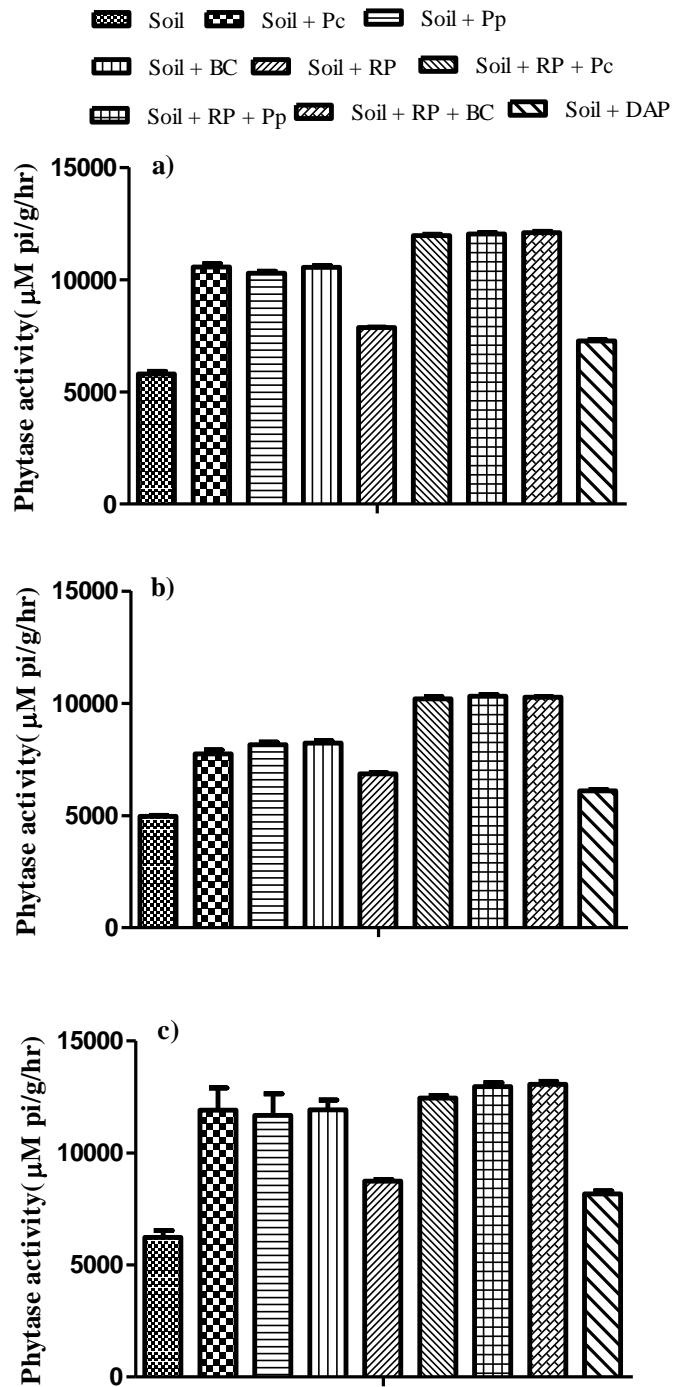 Soil Soil + Pc Soil + Pp
Soil + BC Soil + RP Soil + RP + Pc
Soil + RP + Pp Soil + RP + BC Soil + DAP
a)
15000
10000
5000
0
Phytase activity( μM pi/g/hr)
b)
15000
10000
5000
0
Phytase activity( μM pi/g/hr)
c)
15000
10000
5000
0
Phytase activity( μM pi/g/hr)